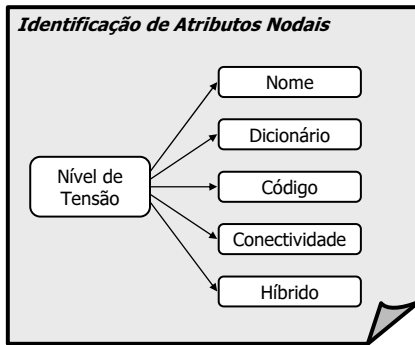 Identificação de Atributos Nodais
Nome
Dicionário
Nível de
Tensão
Código
Conectividade
Híbrido